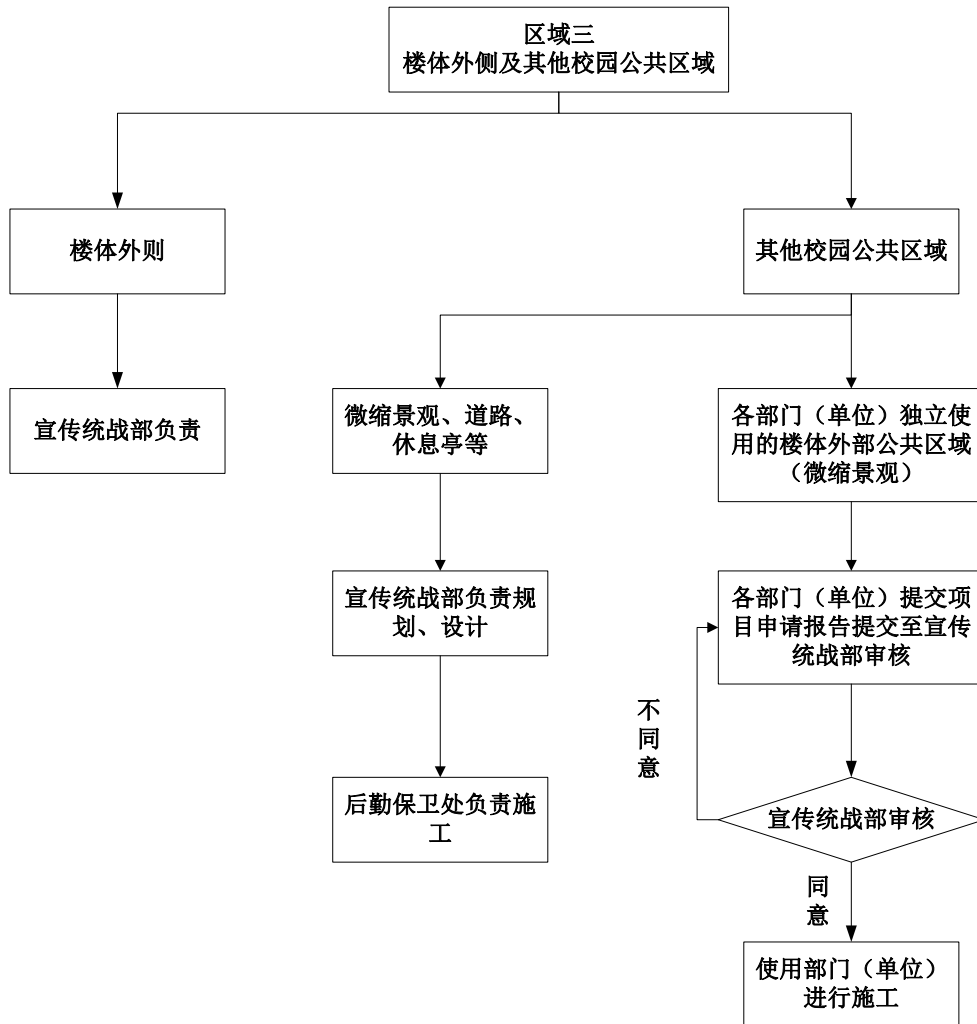 区域三
楼体外侧及其他校园公共区域
楼体外则
其他校园公共区域
宣传统战部负责
微缩景观、道路、
休息亭等
各部门（单位）独立使
用的楼体外部公共区域
（微缩景观）
宣传统战部负责规
划、设计
各部门（单位）提交项
目申请报告提交至宣传
统战部审核
不
同
意
后勤保卫处负责施
工
宣传统战部审核
同
意
使用部门（单位）
进行施工